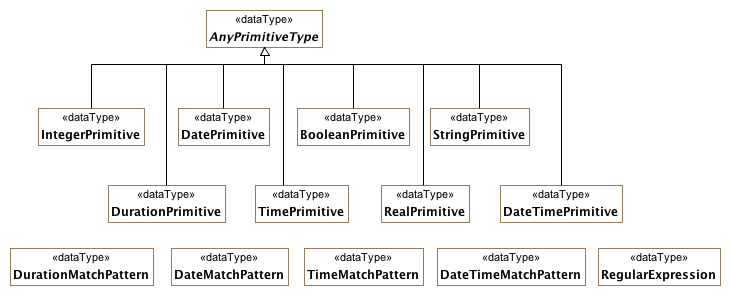 «dataType»
AnyPrimitiveType
«dataType»
IntegerPrimitive
«dataType»
DatePrimitive
«dataType»
BooleanPrimitive
«dataType»
StringPrimitive
«dataType»
DurationPrimitive
«dataType»
TimePrimitive
«dataType»
RealPrimitive
«dataType»
DateTimePrimitive
«dataType»
DurationMatchPattern
«dataType»
DateMatchPattern
«dataType»
TimeMatchPattern
«dataType»
DateTimeMatchPattern
«dataType»
RegularExpression